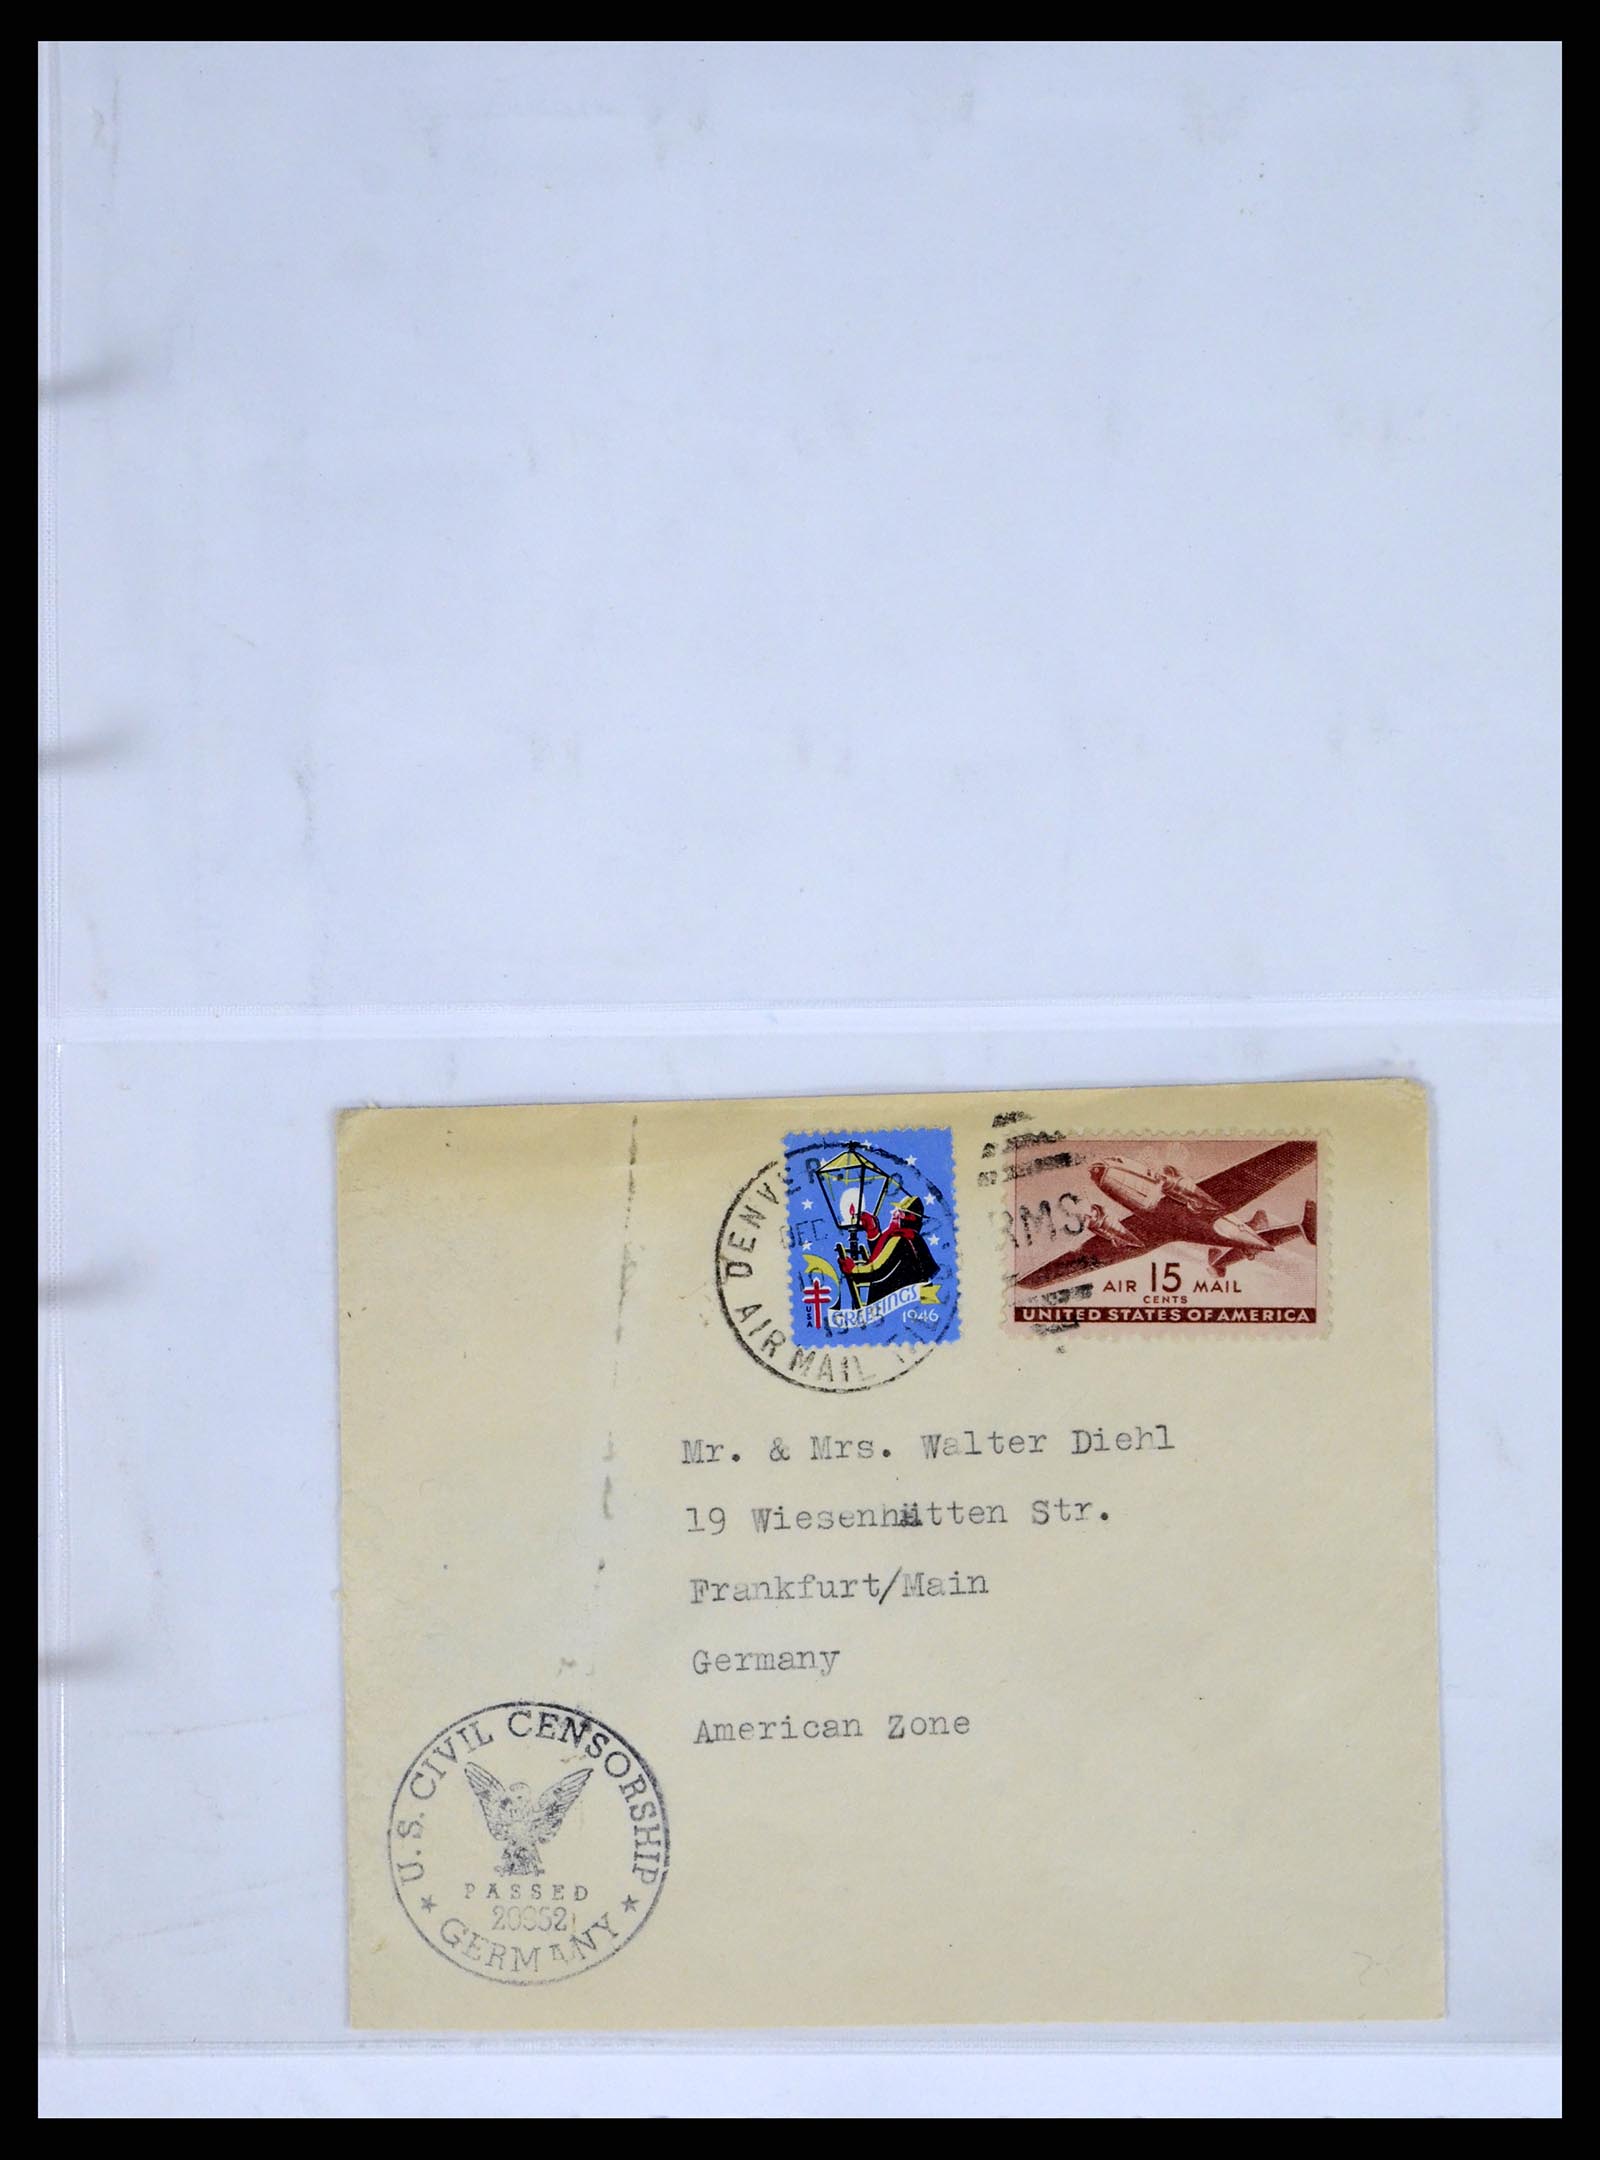 DENVER
DEC
AIR MAIL
USA
GREETINGS
1946
RMS
AIR 15 MAIL
CENTS
UNITED STATES OF AMERICA
Mr. & Mrs. Walter Diehl
19 Wiesenhütten Str.
Frankfurt/Main
Germany
American Zone
U.S. CIVIL CENSORSHIP
PASSED
GERMANY